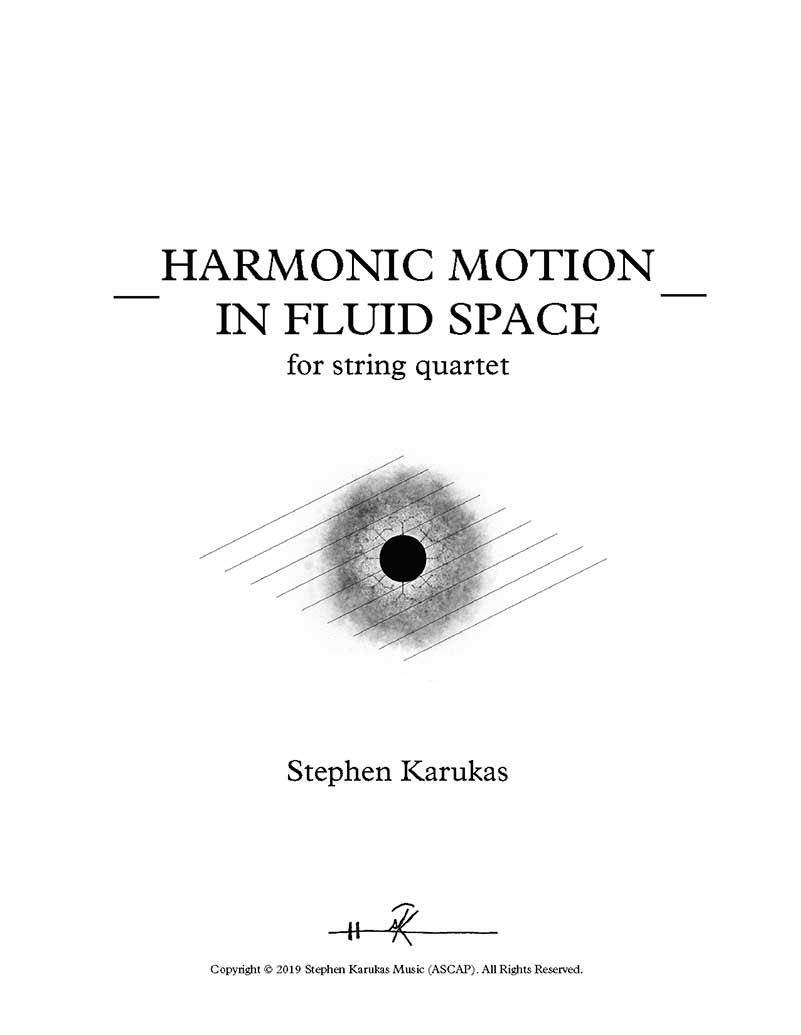 HARMONIC MOTION
IN FLUID SPACE
for string quartet
Stephen Karukas
Copyright © 2019 Stephen Karukas Music (ASCAP). All Rights Reserved.